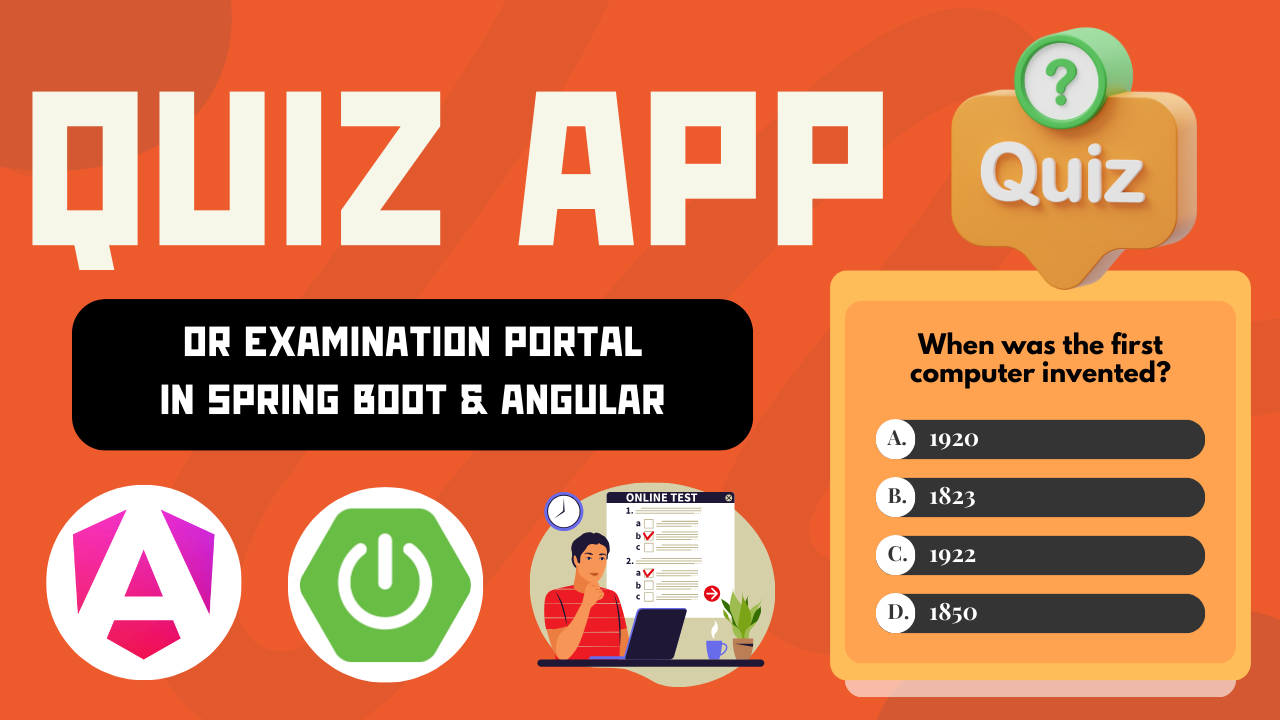 QUIZ APP
OR EXAMINATION PORTAL
IN SPRING BOOT & ANGULAR
?
Quiz
When was the first
computer invented?
A. 1920
B. 1823
C. 1922
D. 1850
ONLINE TEST
1.
a
b
c
2.
a
b
c